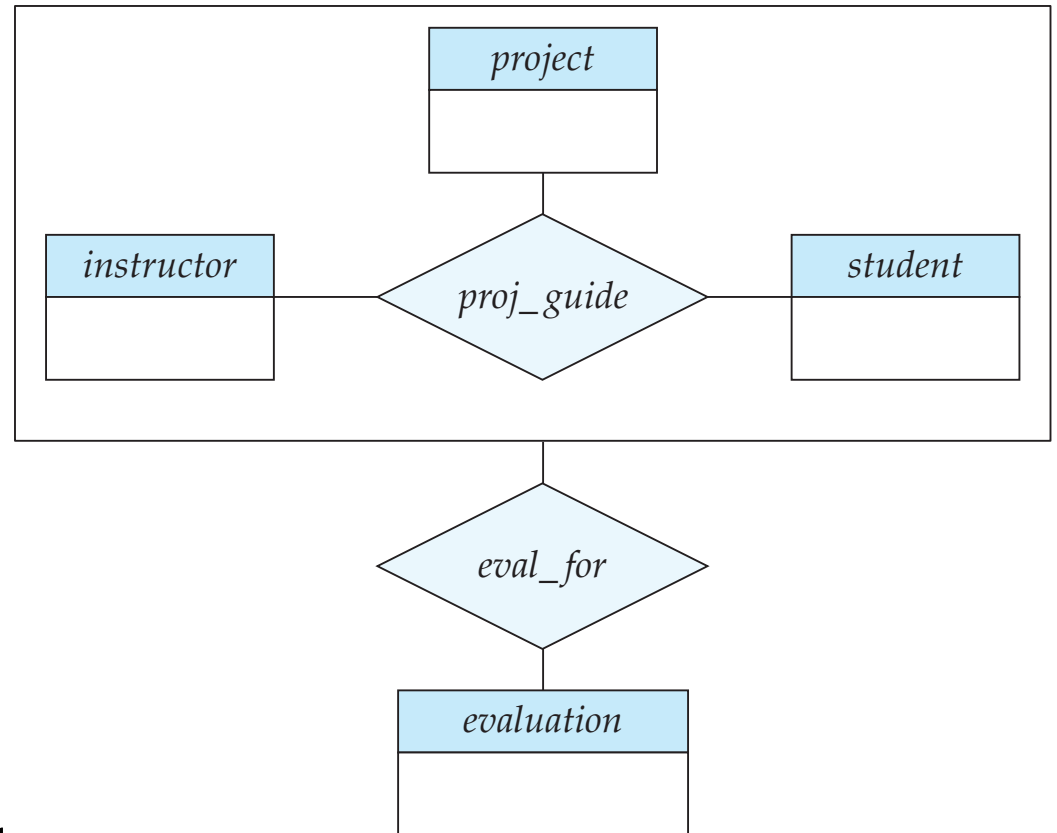 project
instructor
proj_guide
student
eval_for
evaluation